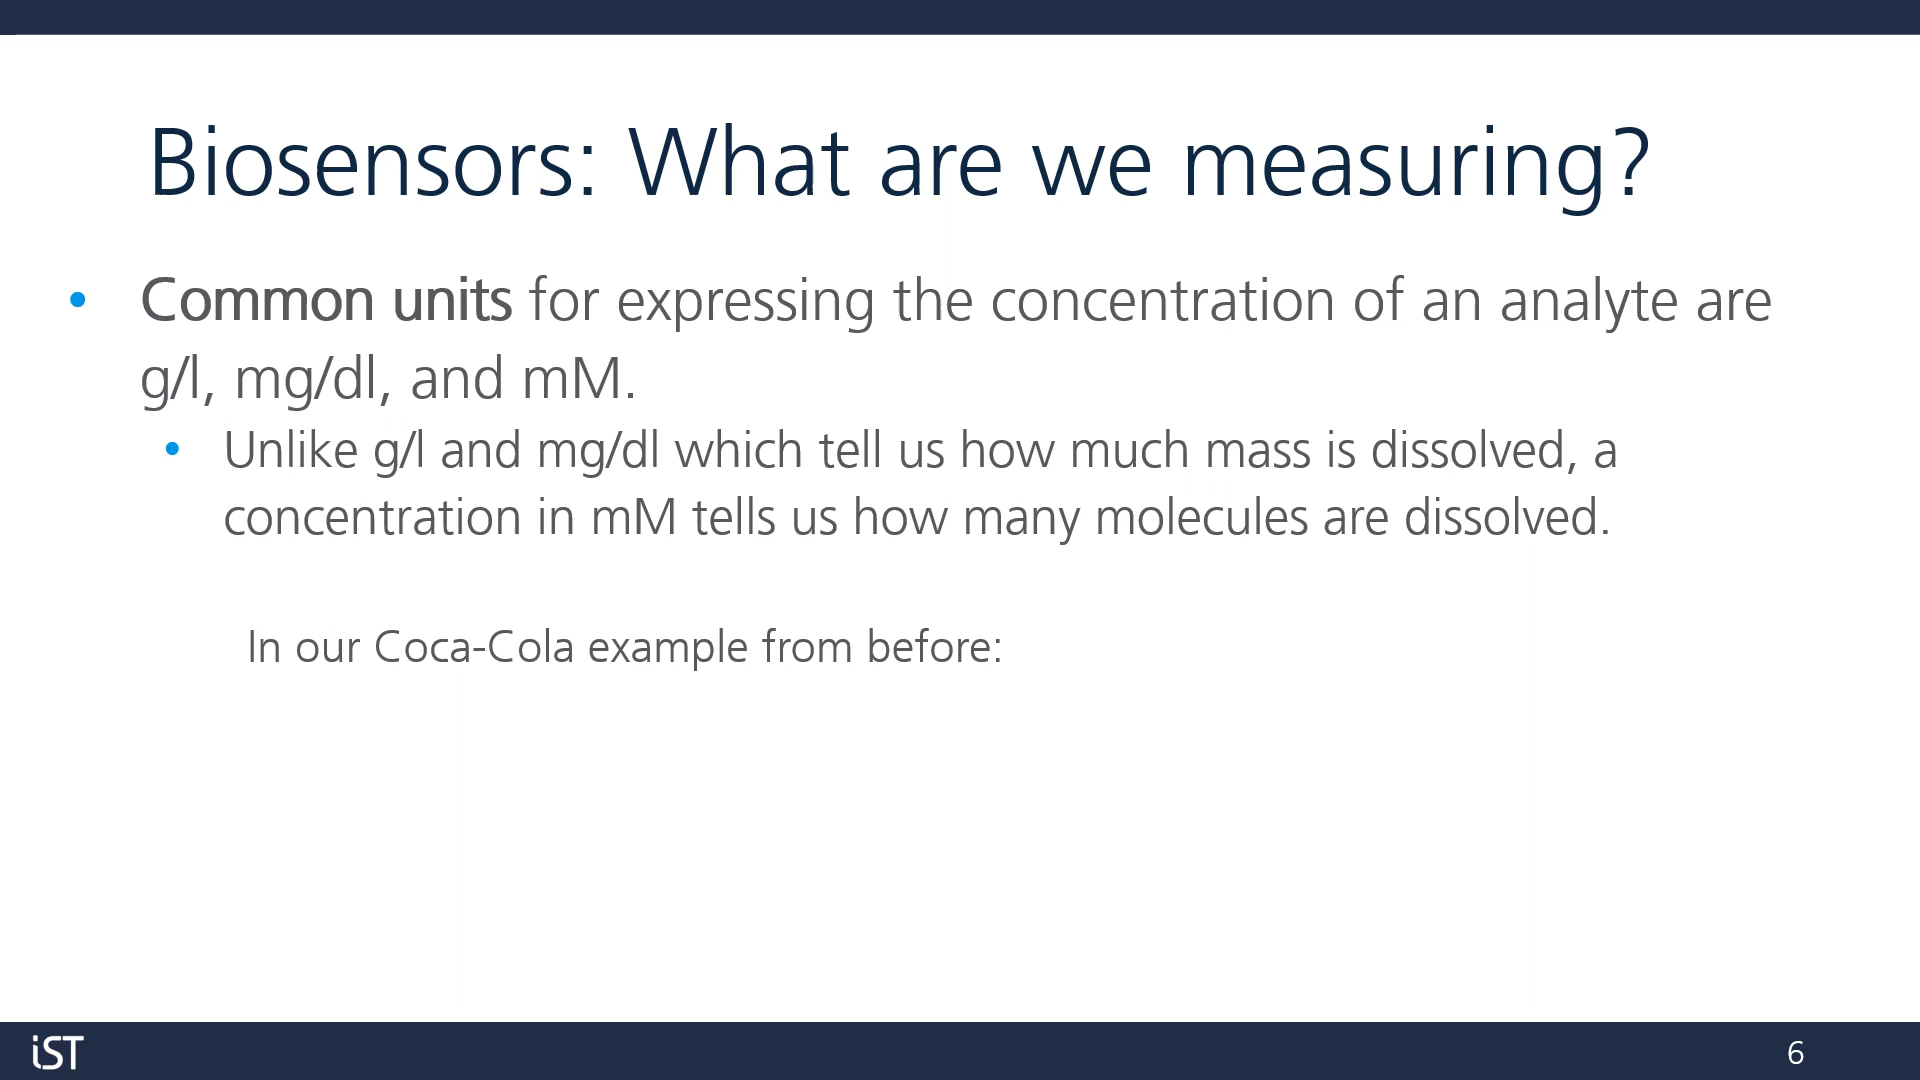 Biosensors: What are we measuring?
• Common units for expressing the concentration of an analyte are
g/l, mg/dl, and mM.
• Unlike g/l and mg/dl which tell us how much mass is dissolved, a
concentration in mM tells us how many molecules are dissolved.
In our Coca-Cola example from before:
iST
6